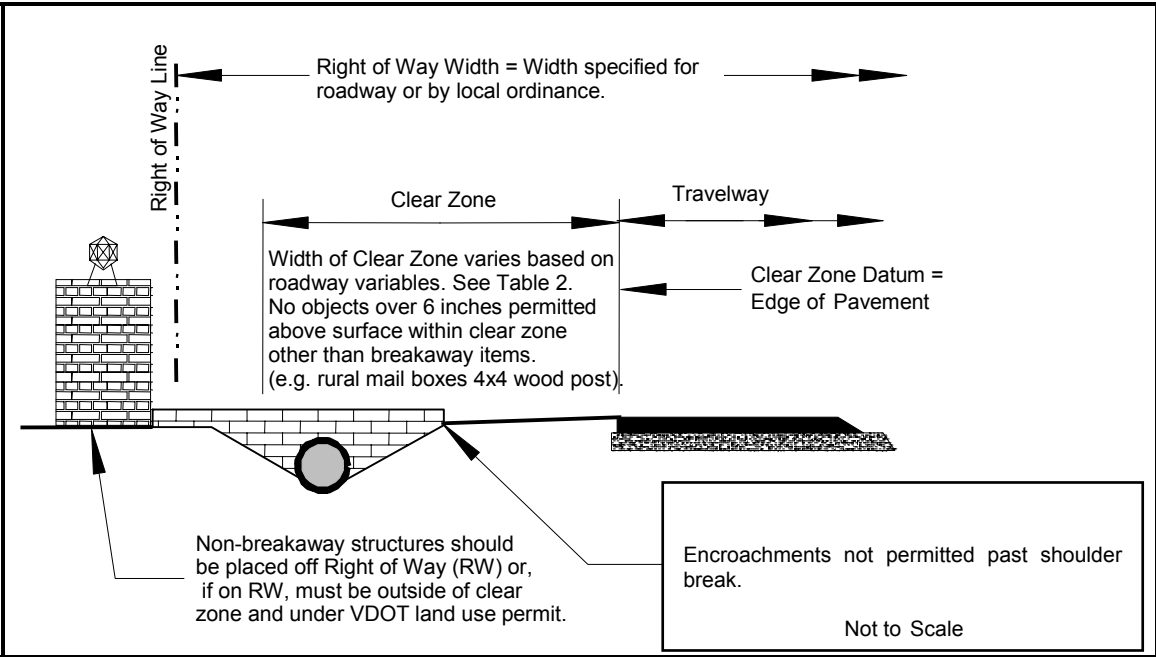 Right of Way Line
Right of Way Width = Width specified for
roadway or by local ordinance.
Clear Zone
Travelway
Width of Clear Zone varies based on
roadway variables. See Table 2.
No objects over 6 inches permitted
above surface within clear zone
other than breakaway items.
(e.g. rural mail boxes 4x4 wood post).
Clear Zone Datum =
Edge of Pavement
Non-breakaway structures should
be placed off Right of Way (RW) or,
if on RW, must be outside of clear
zone and under VDOT land use permit.
Encroachments not permitted past shoulder
break.
Not to Scale